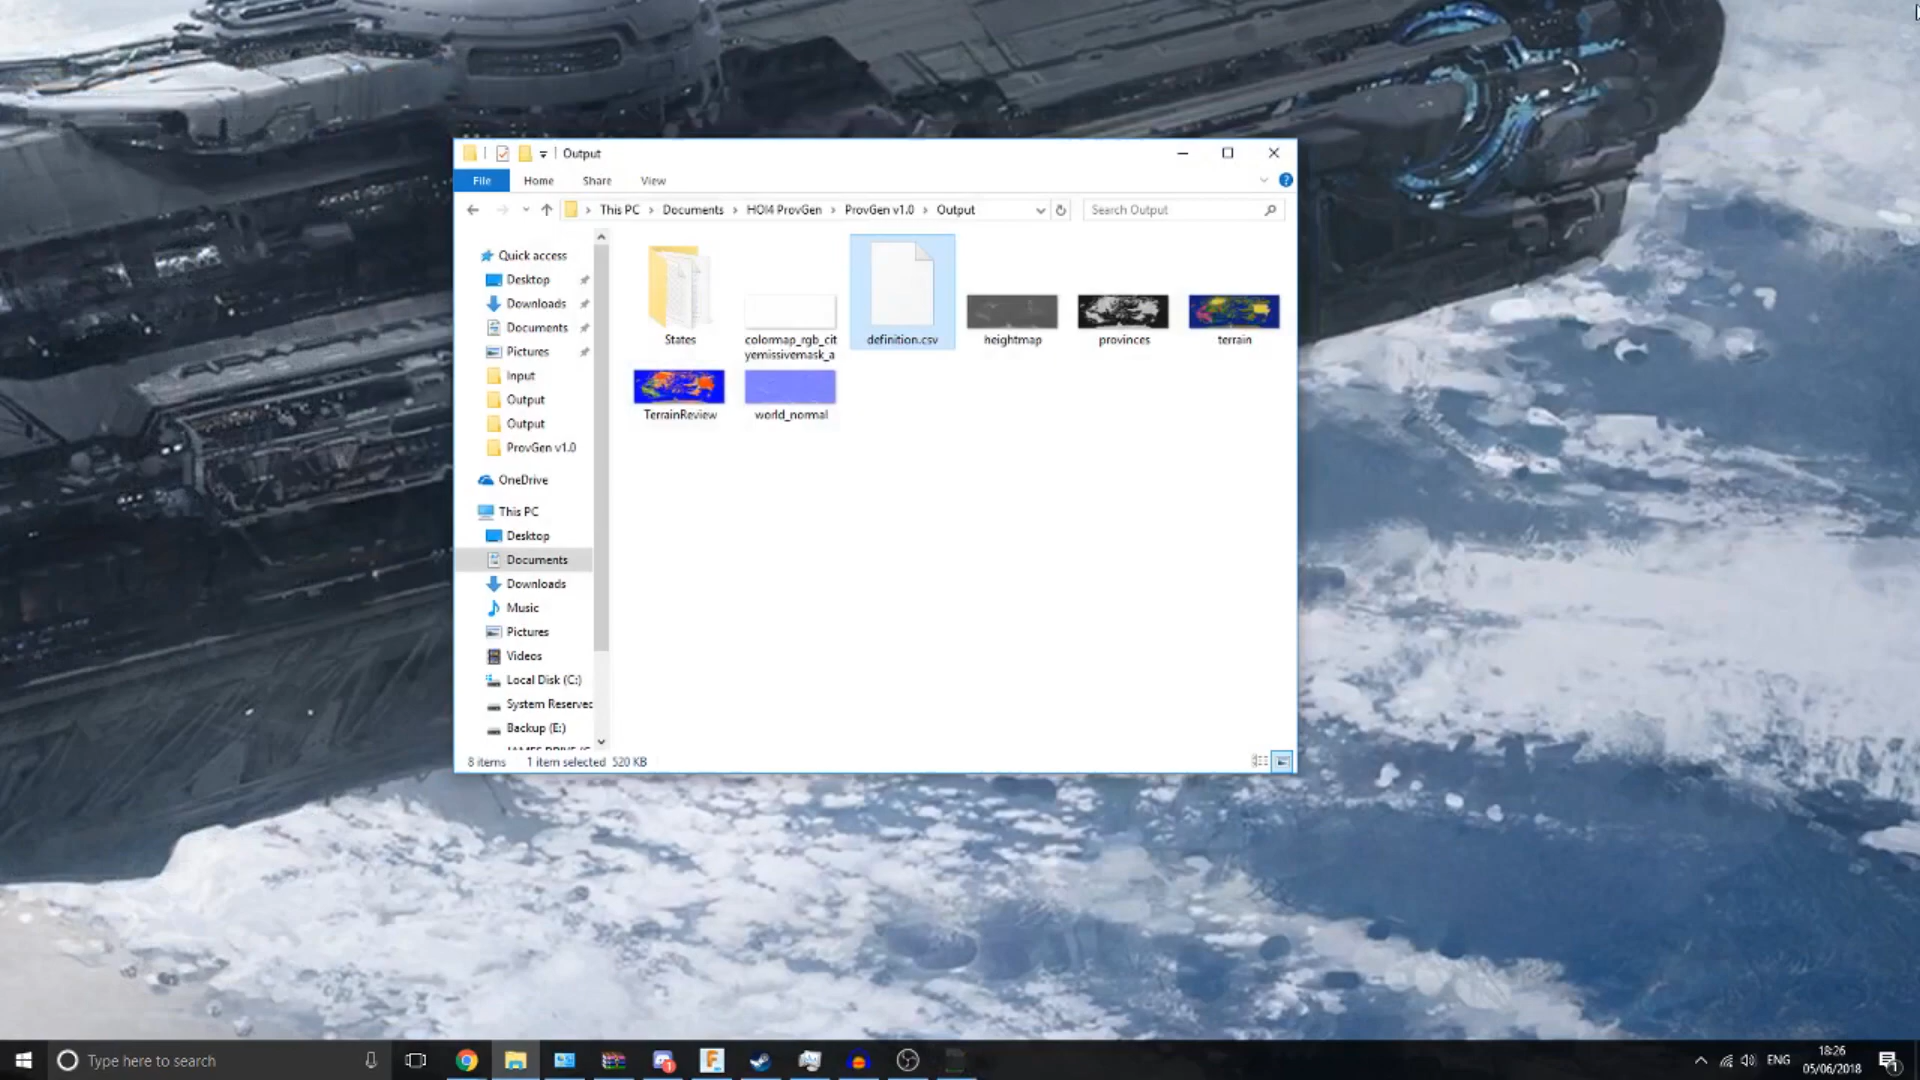 Output
File
Home
Share
View
This PC
Documents
HOI4 ProvGen
ProvGen v1.0
Output
Search Output
Quick access
Desktop
Downloads
Documents
Pictures
Input
Output
Output
ProvGen v1.0
OneDrive
This PC
Desktop
Documents
Downloads
Music
Pictures
Videos
Local Disk (C:)
System Reserved
Backup (E:)
States
colormap_rgb_cit
yemissivemask_a
definition.csv
heightmap
provinces
terrain
TerrainReview
world_normal
8 items
1 item selected 520 KB
Type here to search
ENG
18:26
05/06/2018